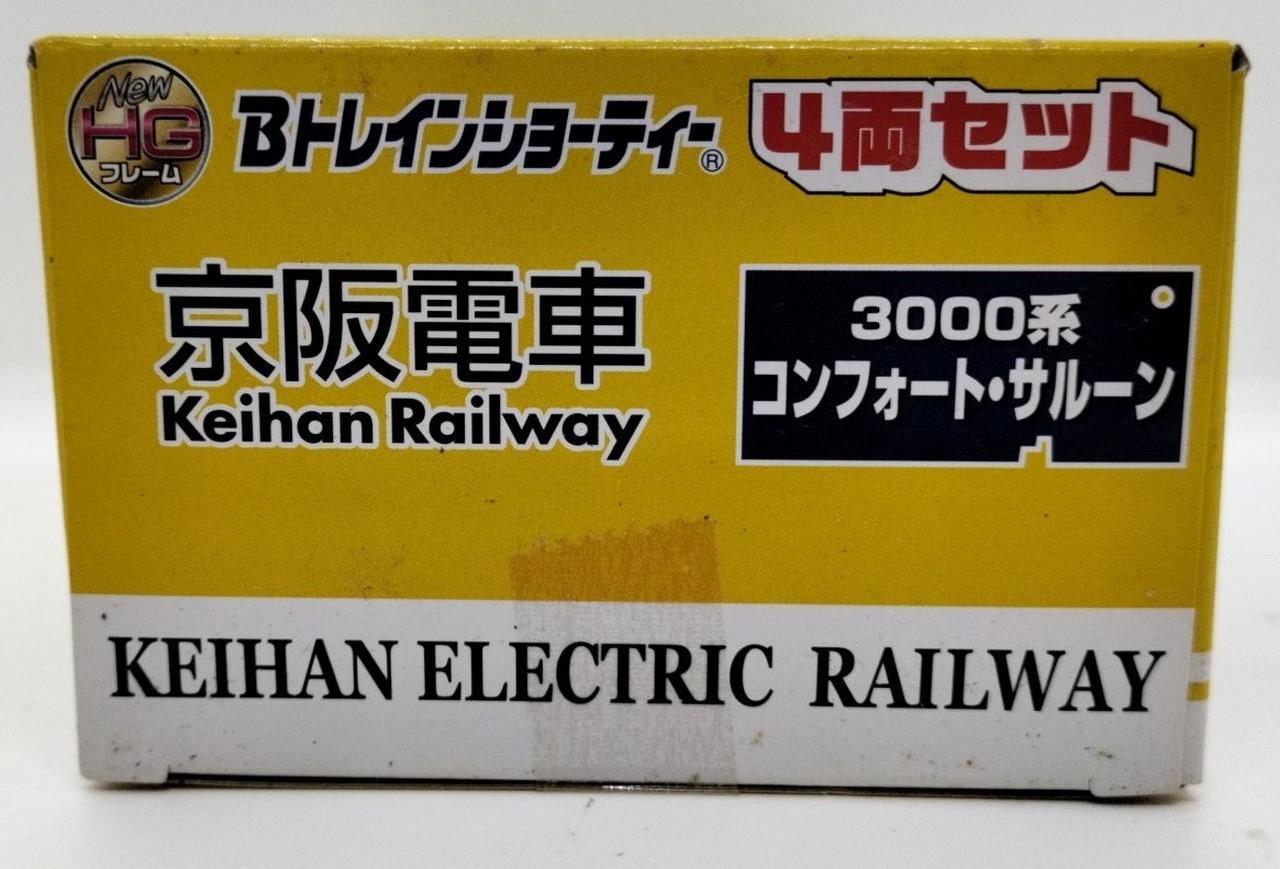 New
HG
フレーム
Bトレインショーティー®
4両セット
京阪電車
Keihan Railway
3000系
コンフォート・サルーン
KEIHAN ELECTRIC RAILWAY